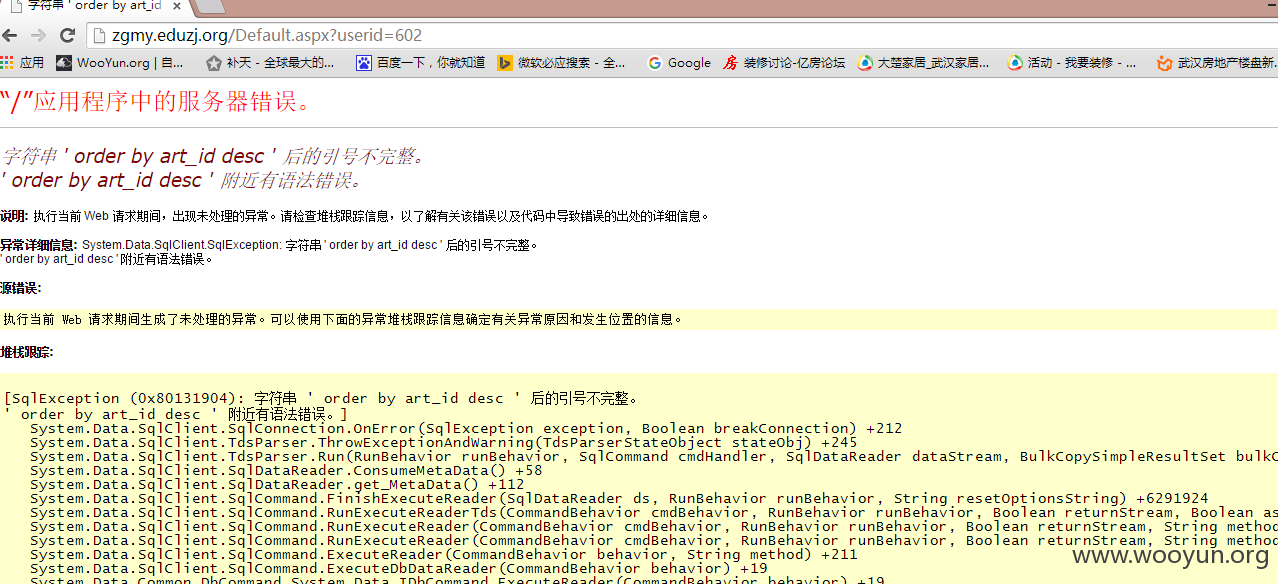 字符串 ' order by art_id
zgmy.eduzj.org/Default.aspx?userid=602
应用 WooYun.org | 自... 补天 - 全球最大的... 百度一下，你就知道 微软必应搜索 - 全... Google 房 装修讨论-亿房论坛 大楚家居_武汉家居... 活动 - 我要装修 - ... 武汉房地产楼盘新.
“/”应用程序中的服务器错误。
字符串 ' order by art_id desc ' 后的引号不完整。
' order by art_id desc ' 附近有语法错误。
说明: 执行当前 Web 请求期间，出现未处理的异常。请检查堆栈跟踪信息，以了解有关该错误以及代码中导致错误的出处的详细信息。
异常详细信息: System.Data.SqlClient.SqlException: 字符串 ' order by art_id desc ' 后的引号不完整。
' order by art_id desc ' 附近有语法错误。
源错误:
执行当前 Web 请求期间生成了未处理的异常。可以使用下面的异常堆栈跟踪信息确定有关异常原因和发生位置的信息。
堆栈跟踪:
[SqlException (0x80131904): 字符串 ' order by art_id desc ' 后的引号不完整。
' order by art_id desc ' 附近有语法错误。]
System.Data.SqlClient.SqlConnection.OnError(SqlException exception, Boolean breakConnection) +212
System.Data.SqlClient.TdsParser.ThrowExceptionAndWarning(TdsParserStateObject stateObj) +245
System.Data.SqlClient.TdsParser.Run(RunBehavior runBehavior, SqlCommand cmdHandler, SqlDataReader dataStream, BulkCopySimpleResultSet bulkC
System.Data.SqlClient.SqlDataReader.ConsumeMetaData() +58
System.Data.SqlClient.SqlDataReader.get_MetaData() +112
System.Data.SqlClient.SqlCommand.FinishExecuteReader(SqlDataReader ds, RunBehavior runBehavior, String resetOptionsString) +6291924
System.Data.SqlClient.SqlCommand.RunExecuteReaderTds(CommandBehavior cmdBehavior, RunBehavior runBehavior, Boolean returnStream, Boolean as
System.Data.SqlClient.SqlCommand.RunExecuteReader(CommandBehavior cmdBehavior, RunBehavior runBehavior, Boolean returnStream, String method
System.Data.SqlClient.SqlCommand.RunExecuteReader(CommandBehavior cmdBehavior, RunBehavior runBehavior, Boolean returnStream, String method
System.Data.SqlClient.SqlCommand.ExecuteReader(CommandBehavior behavior, String method) +211
System.Data.SqlClient.SqlCommand.ExecuteDbDataReader(CommandBehavior behavior) +19
System.Data.Common.DbCommand.System.Data.IDbCommand.ExecuteReader(CommandBehavior behavior) +19
www.wooyun.org